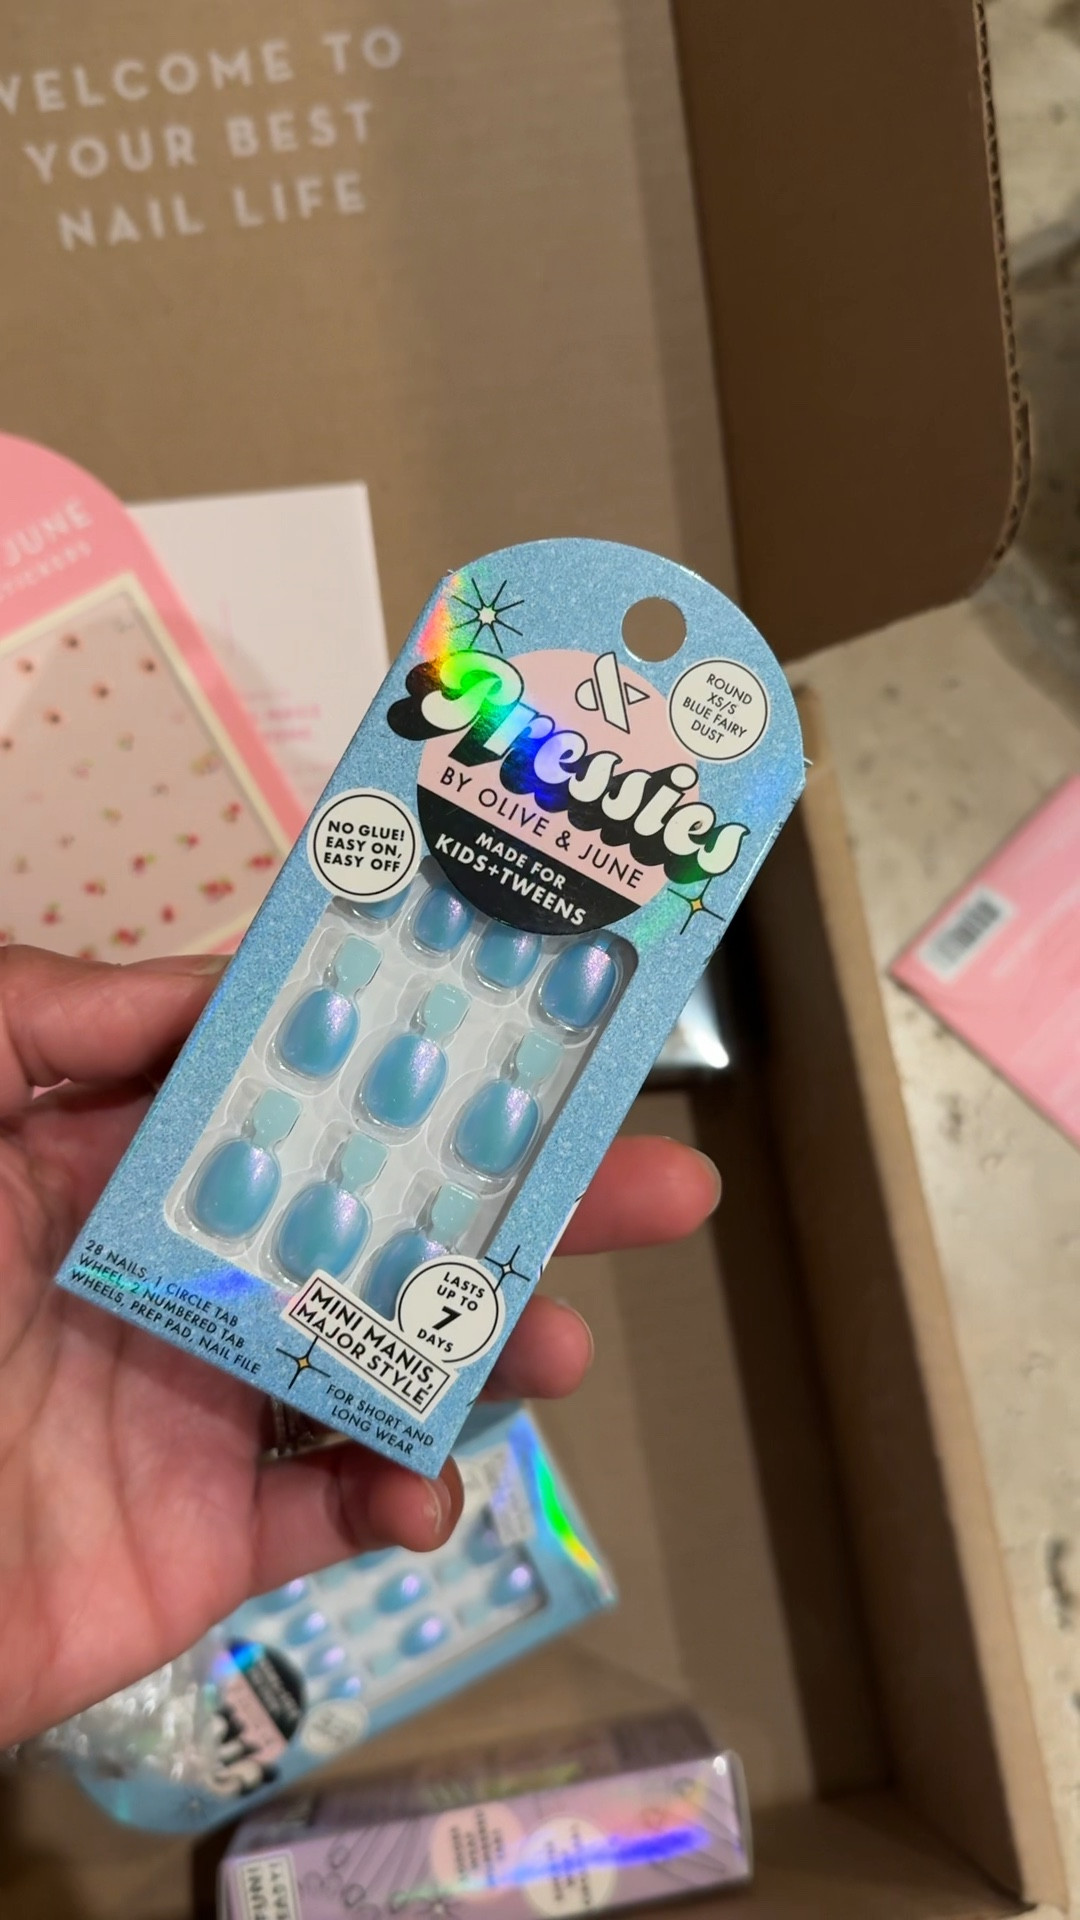 WELCOME TO
YOUR BEST
NAIL LIFE
JUNE
STICKERS
&
ROUND
XS/S
BLUE FAIRY
DUST
Pressies
BY OLIVE & JUNE
MADE FOR
KIDS+TWEENS
NO GLUE!
EASY ON,
EASY OFF
LASTS
UP TO
7
DAYS
MINI MANIS,
MAJOR STYLE
28 NAILS, 1 CIRCLE TAB
WHEEL, 2 NUMBERED TAB
WHEELS, PREP PAD, NAIL FILE
FOR SHORT AND
LONG WEAR